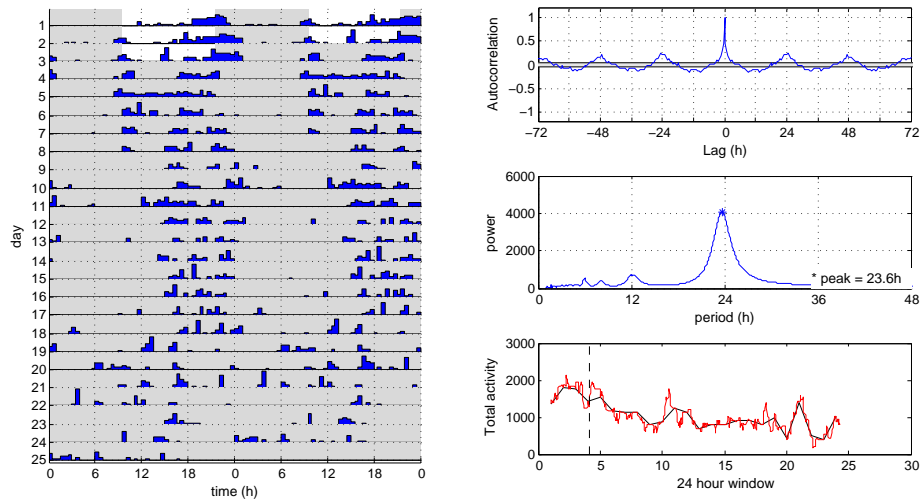 day
1
2
3
4
5
6
7
8
9
10
11
12
13
14
15
16
17
18
19
20
21
22
23
24
25
0 6 12 18 0 6 12 18 0
time (h)
Autocorrelation
1
0.5
0
−0.5
−1
−72 −48 −24 0 24 48 72
Lag (h)
power
6000
4000
2000
0
* peak = 23.6h
0 12 24 36 48
period (h)
Total activity
3000
2000
1000
0
0 5 10 15 20 25 30
24 hour window